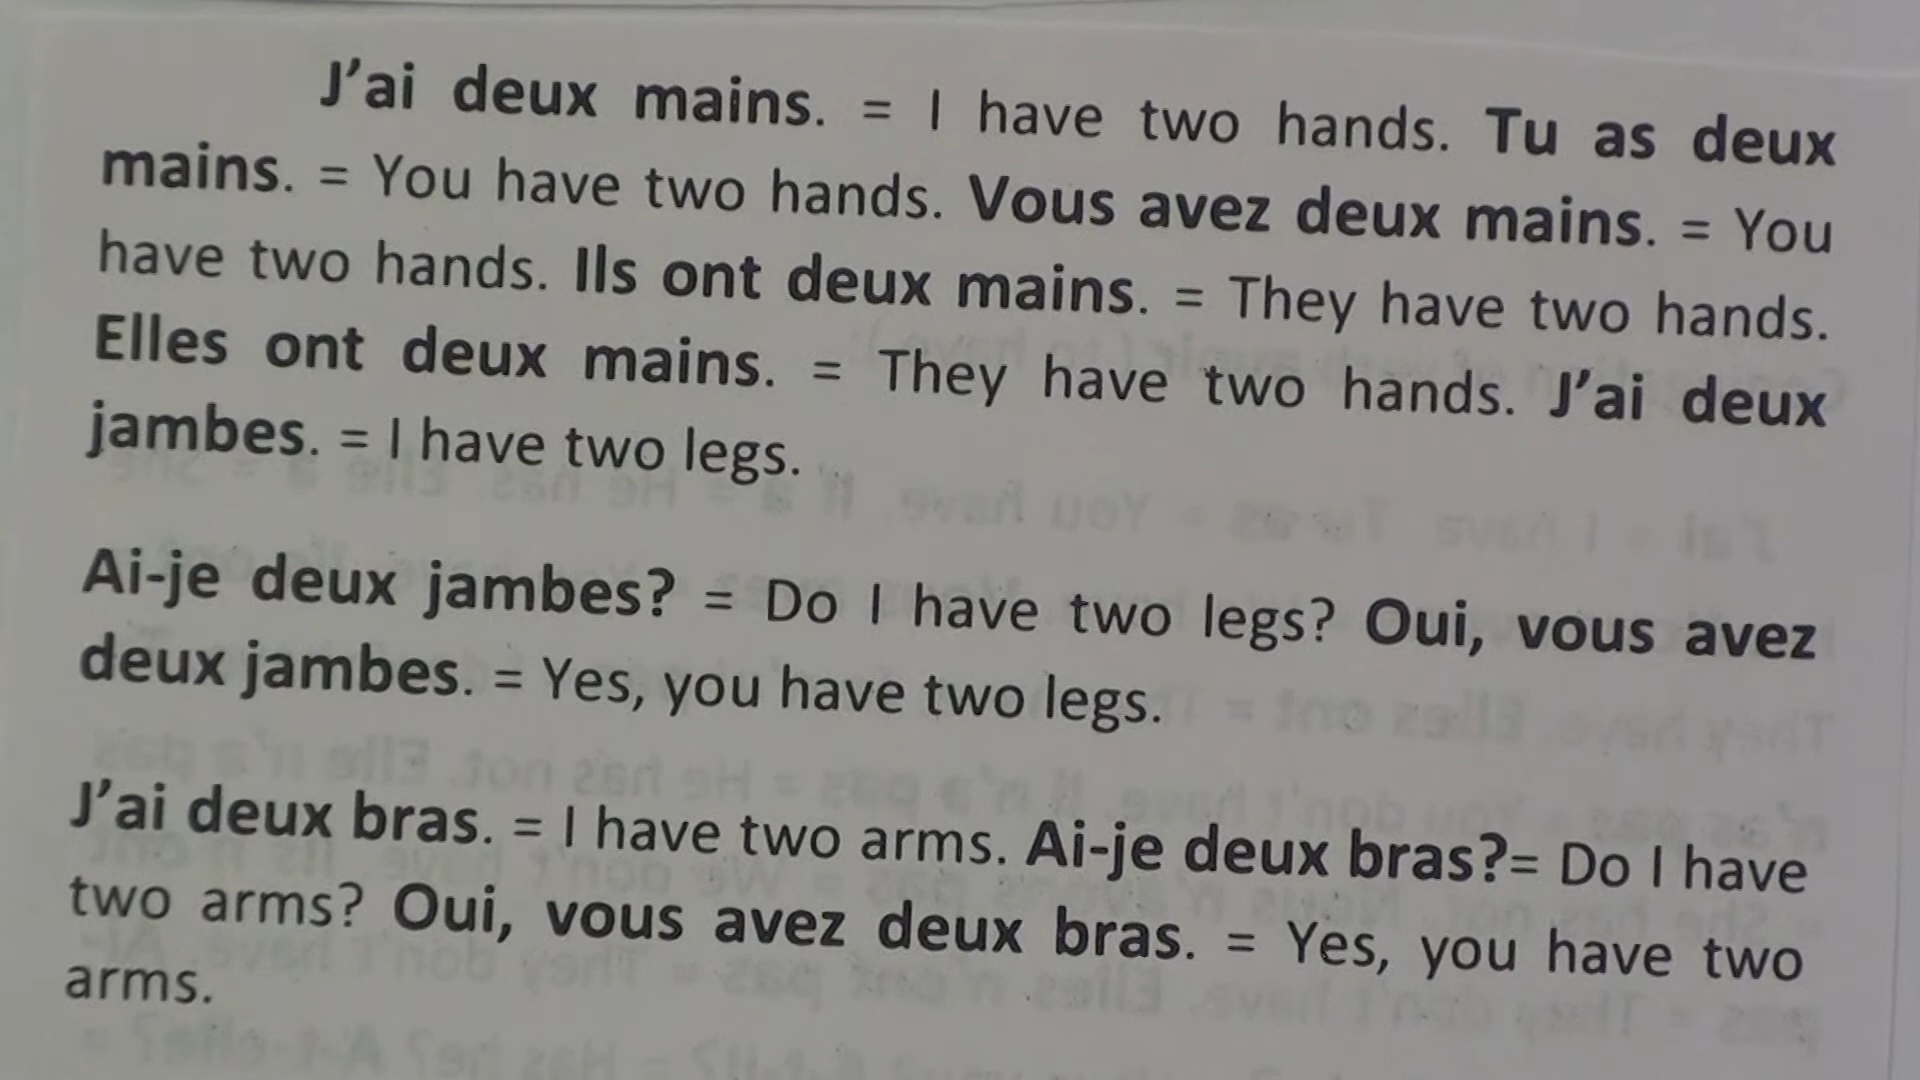 J’ai deux mains. = I have two hands. Tu as deux
mains. = You have two hands. Vous avez deux mains. = You
have two hands. Ils ont deux mains. = They have two hands.
Elles ont deux mains. = They have two hands. J’ai deux
jambes. = I have two legs.
Ai-je deux jambes? = Do I have two legs? Oui, vous avez
deux jambes. = Yes, you have two legs.
J’ai deux bras. = I have two arms. Ai-je deux bras?= Do I have
two arms? Oui, vous avez deux bras. = Yes, you have two
arms.